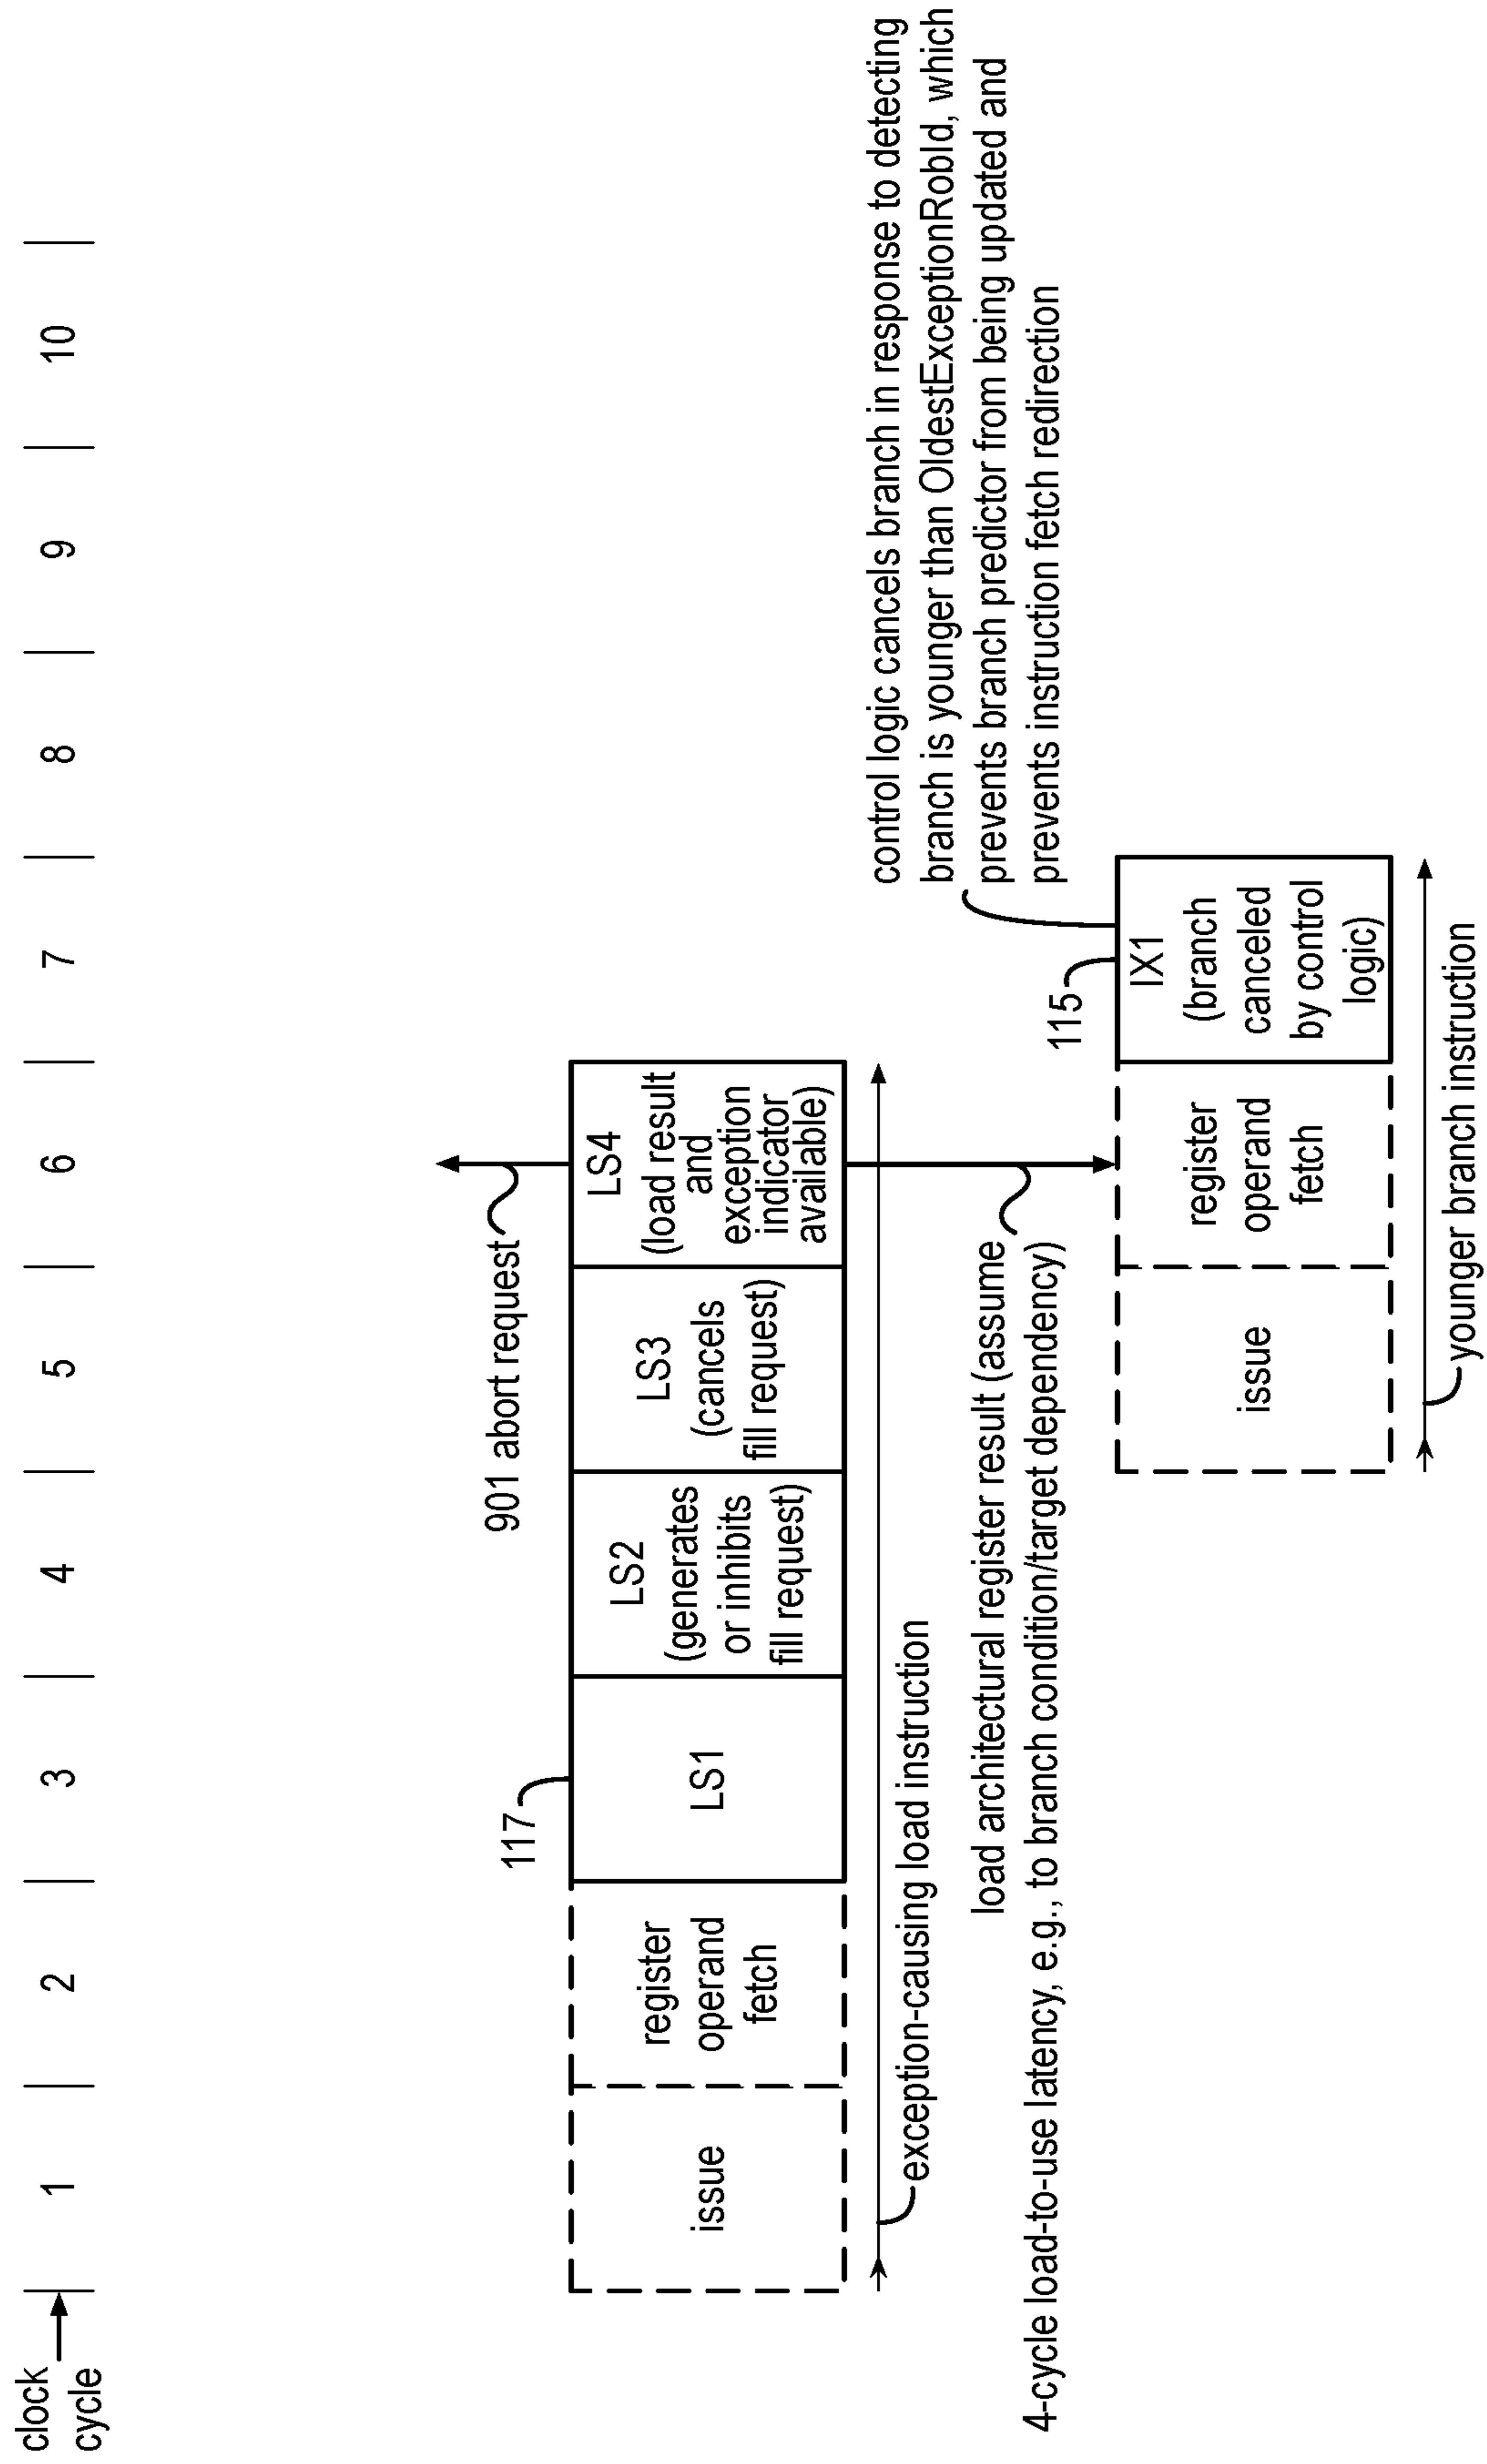 clock
cycle
1 2 3 4 5 6 7 8 9 10
901 abort request
117
issue
register
operand
fetch
LS1
LS2
(generates
or inhibits
fill request)
LS3
(cancels
fill request)
LS4
(load result
and
exception
indicator
available)
exception-causing load instruction
control logic cancels branch in response to detecting
branch is younger than OldestExceptionRobId, which
prevents branch predictor from being updated and
prevents instruction fetch redirection
load architectural register result (assume
4-cycle load-to-use latency, e.g., to branch condition/target dependency)
115
issue
register
operand
fetch
IX1
(branch
canceled
by control
logic)
younger branch instruction